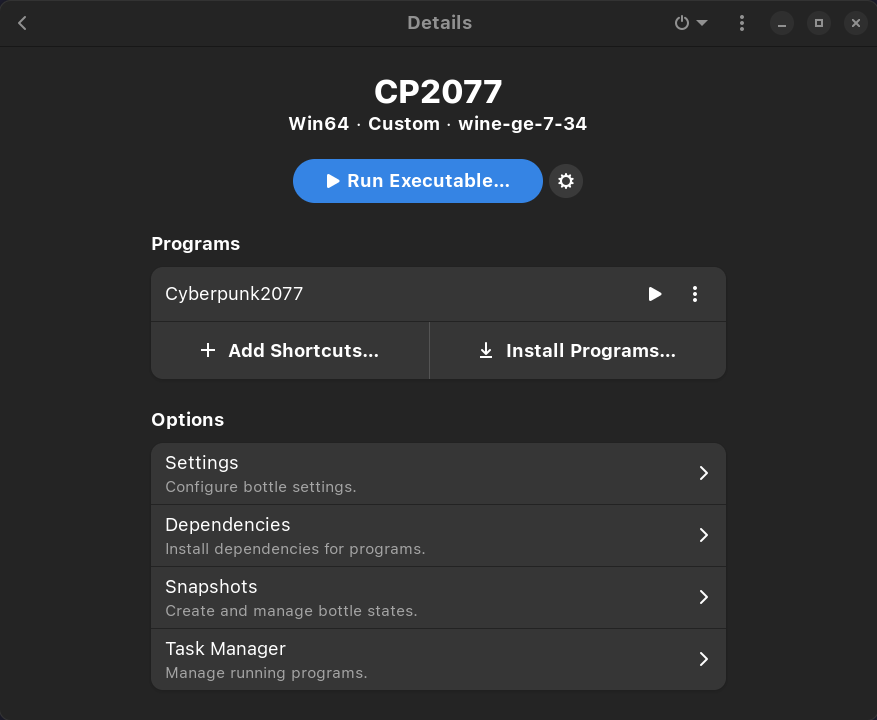 Details
CP2077
Win64 · Custom · wine-ge-7-34
Run Executable...
Programs
Cyberpunk2077
Add Shortcuts...
Install Programs...
Options
Settings
Configure bottle settings.
Dependencies
Install dependencies for programs.
Snapshots
Create and manage bottle states.
Task Manager
Manage running programs.